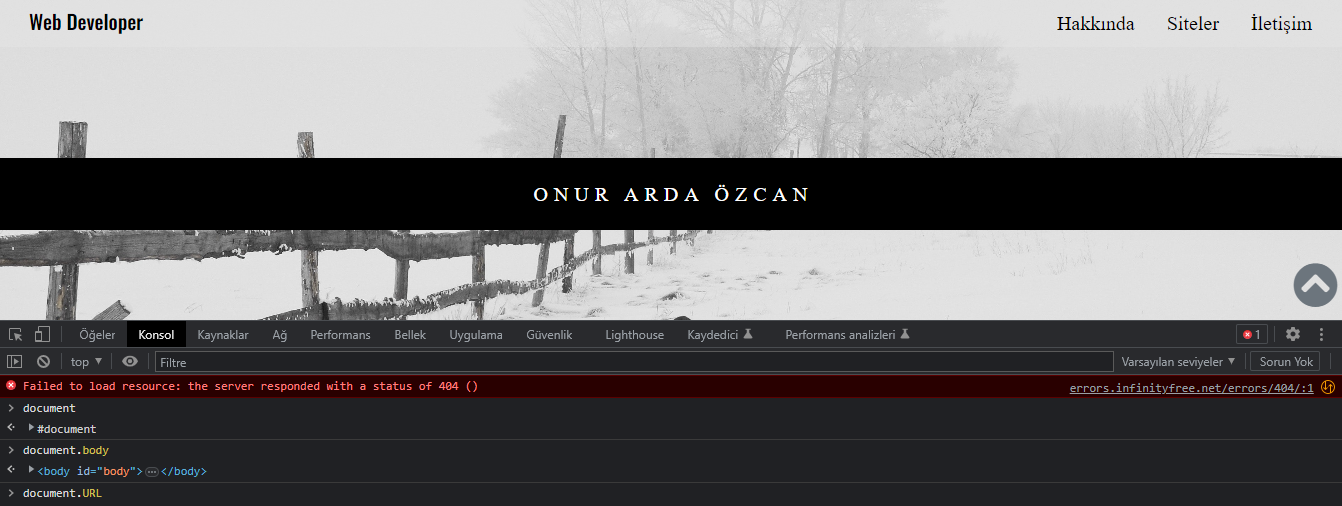 Web Developer Hakkında Siteler İletişim
ONUR ARDA ÖZCAN
Öğeler Konsol Kaynaklar Ağ Performans Bellek Uygulama Güvenlik Lighthouse Kaydedici Performans analizleri 1
top ▼ Filtre Varsayılan seviyeler ▼ Sorun Yok
Failed to load resource: the server responded with a status of 404 () errors.infinityfree.net/errors/404/:1
document
#document
document.body
<body id="body">…</body>
document.URL